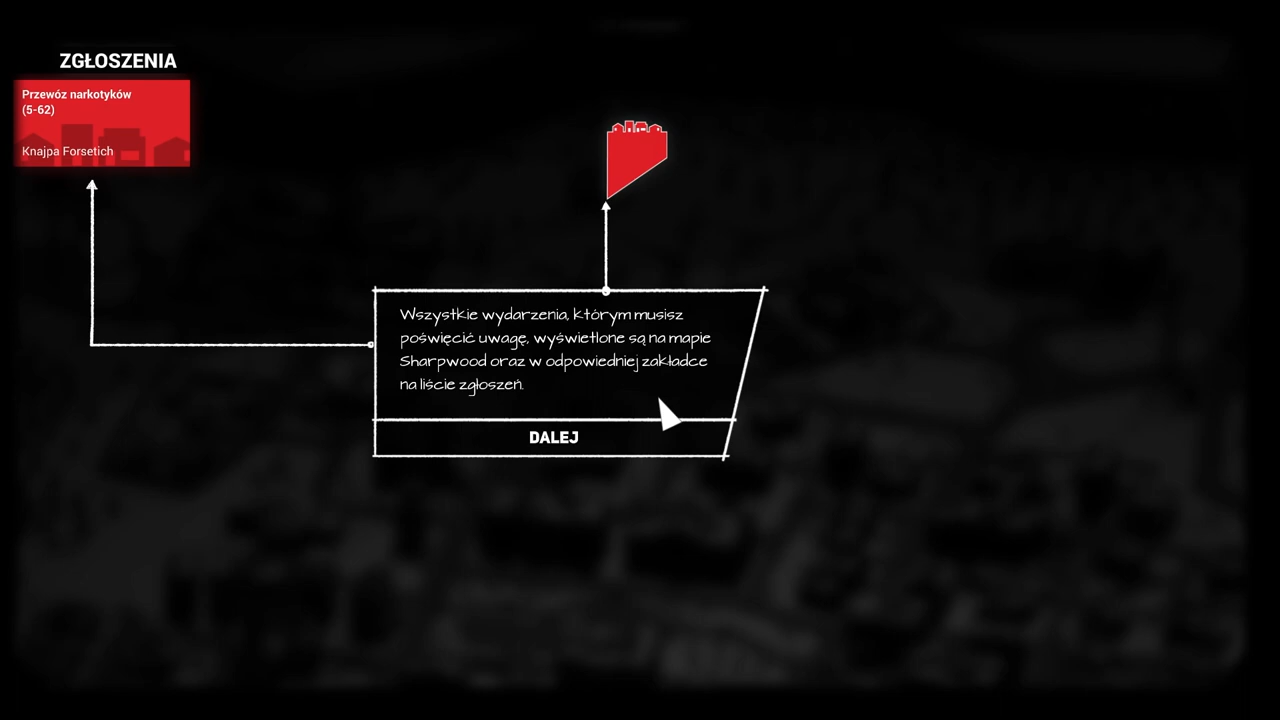 ZGŁOSZENIA
Przewóz narkotyków
(5-62)
Knajpa Forsetich
Wszystkie wydarzenia, którym musisz
poświęcić uwagę, wyświetlone są na mapie
Sharpwood oraz w odpowiedniej zakładce
na liście zgłoszeń.
DALEJ